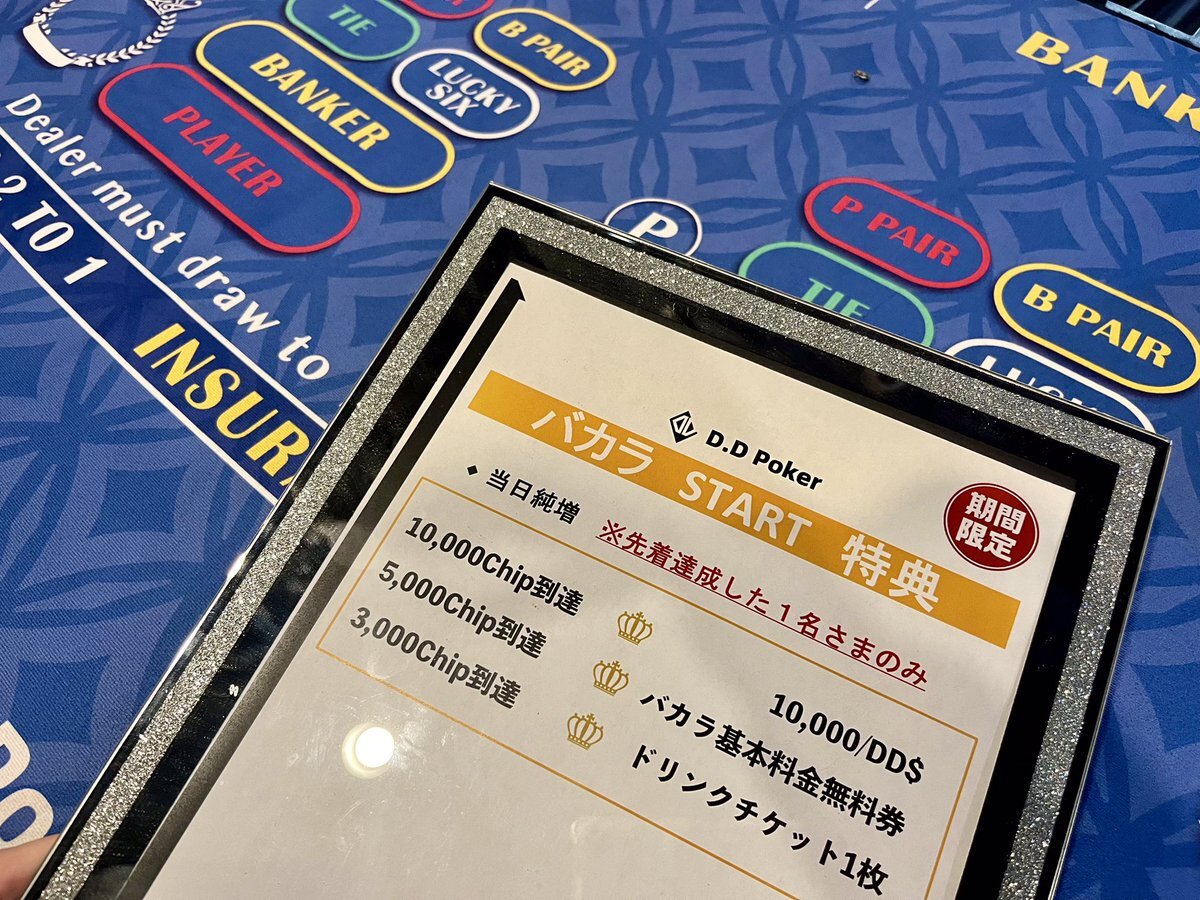 TIE
B PAIR
BANKER
LUCKY
SIX
PLAYER
Dealer must draw to
2 TO 1
P
P PAIR
TIE
B PAIR
D.D Poker
バカラ START 特典
期間
限定
◆ 当日純増 ※先着達成した1名さまのみ
10,000Chip到達 10,000/DD$
5,000Chip到達 バカラ基本料金無料券
3,000Chip到達 ドリンクチケット1枚